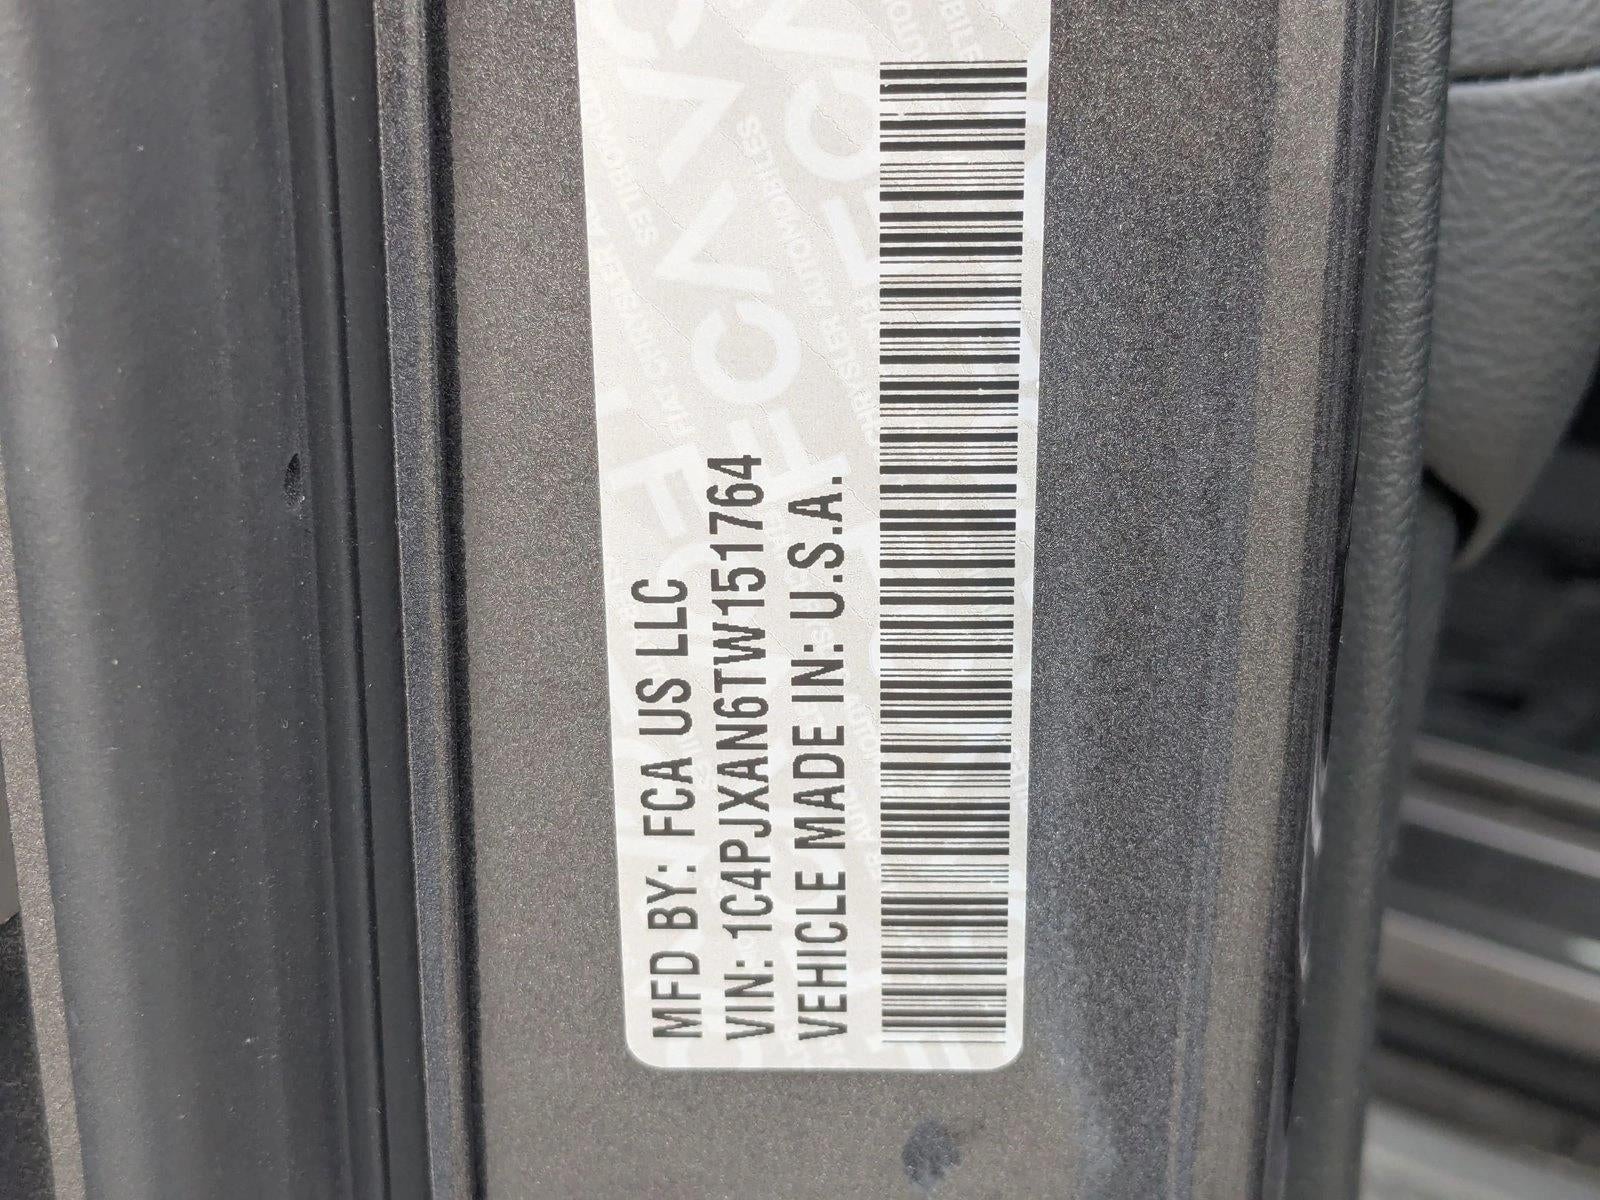 MFD BY: FCA US LLC
VIN: 1C4PJXAN6TW151764
VEHICLE MADE IN: U.S.A.